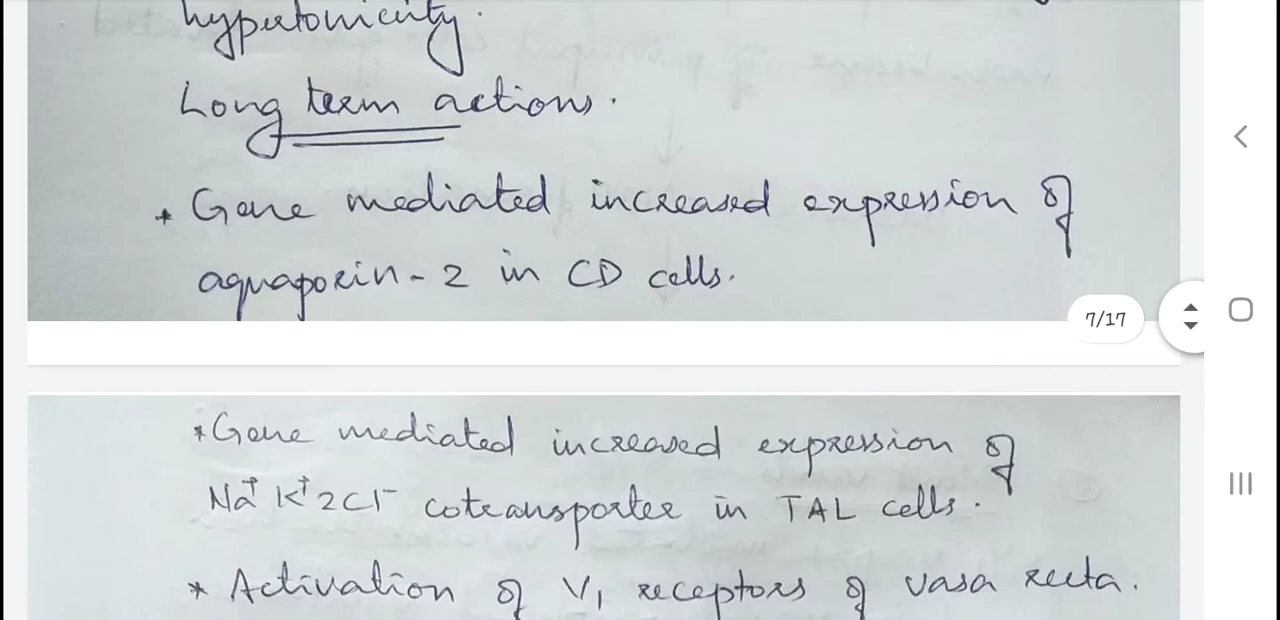 hypertonicity.
Long term actions.
* Gene mediated increased expression of
aquaporin-2 in CD cells.
7/17
* Gene mediated increased expression of
Na⁺ K⁺ 2Cl⁻ cotransporter in TAL cells.
* Activation of V₁ receptors of vasa recta.